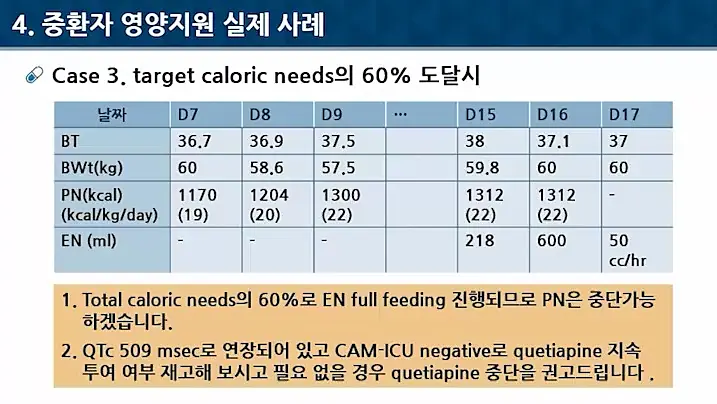 4. 중환자 영양지원 실제 사례
Case 3. target caloric needs의 60% 도달시
날짜 D7 D8 D9 … D15 D16 D17
BT 36.7 36.9 37.5 38 37.1 37
BWt(kg) 60 58.6 57.5 59.8 60 60
PN(kcal) 1170 1204 1300 1312 1312 -
(kcal/kg/day) (19) (20) (22) (22) (22)
EN (ml) - - - 218 600 50
cc/hr
1. Total caloric needs의 60%로 EN full feeding 진행되므로 PN은 중단가능
하겠습니다.
2. QTc 509 msec로 연장되어 있고 CAM-ICU negative로 quetiapine 지속
투여 여부 재고해 보시고 필요 없을 경우 quetiapine 중단을 권고드립니다 .